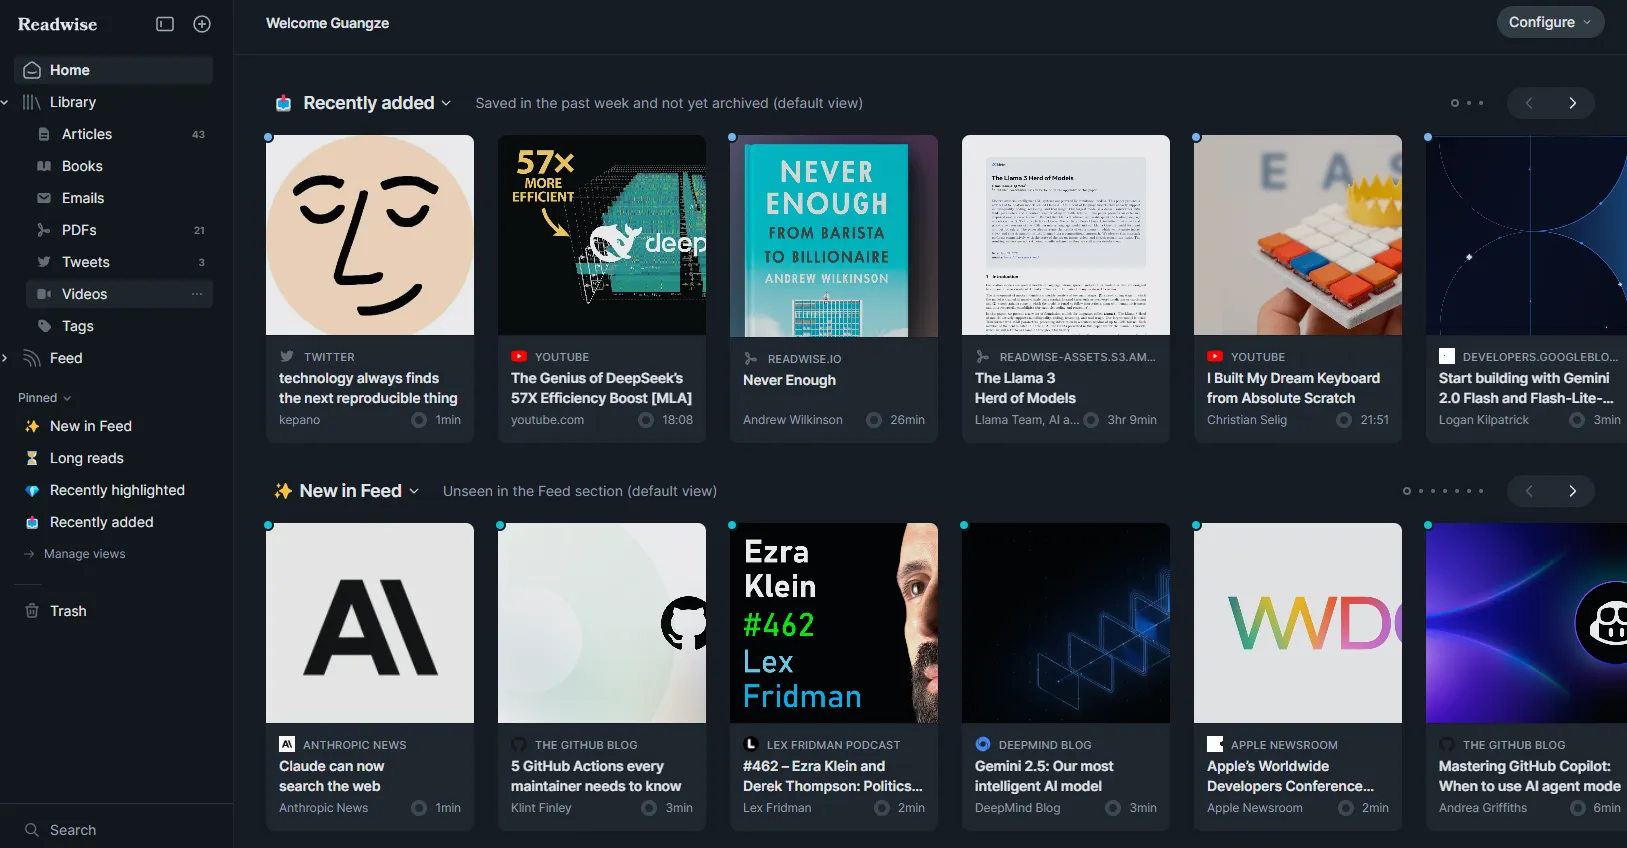 Readwise
Home
Library
Articles 43
Books
Emails
PDFs 21
Tweets 3
Videos ...
Tags
Feed
Pinned
New in Feed
Long reads
Recently highlighted
Recently added
Manage views
Trash
Search
Welcome Guangze
Configure
Recently added Saved in the past week and not yet archived (default view)
TWITTER
technology always finds
the next reproducible thing
kepano 1min
57X
MORE
EFFICIENT
deep
YOUTUBE
The Genius of DeepSeek's
57X Efficiency Boost [MLA]
youtube.com 18:08
NEVER
ENOUGH
FROM BARISTA
TO BILLIONAIRE
ANDREW WILKINSON
READWISE.IO
Never Enough
Andrew Wilkinson 26min
The Llama 3 Herd of Models
1 Introduction
READWISE-ASSETS.S3.AM...
The Llama 3
Herd of Models
Llama Team, AI a... 3hr 9min
E A S
YOUTUBE
I Built My Dream Keyboard
from Absolute Scratch
Christian Selig 21:51
DEVELOPERS.GOOGLEBLO...
Start building with Gemini
2.0 Flash and Flash-Lite-...
Logan Kilpatrick 3min
New in Feed Unseen in the Feed section (default view)
A\
ANTHROPIC NEWS
Claude can now
search the web
Anthropic News 1min
THE GITHUB BLOG
5 GitHub Actions every
maintainer needs to know
Klint Finley 3min
Ezra
Klein
#462
Lex
Fridman
LEX FRIDMAN PODCAST
#462 – Ezra Klein and
Derek Thompson: Politics...
Lex Fridman 2min
DEEPMIND BLOG
Gemini 2.5: Our most
intelligent AI model
DeepMind Blog 3min
WWDC
APPLE NEWSROOM
Apple's Worldwide
Developers Conference...
Apple Newsroom 2min
THE GITHUB BLOG
Mastering GitHub Copilot:
When to use AI agent mode
Andrea Griffiths 6min